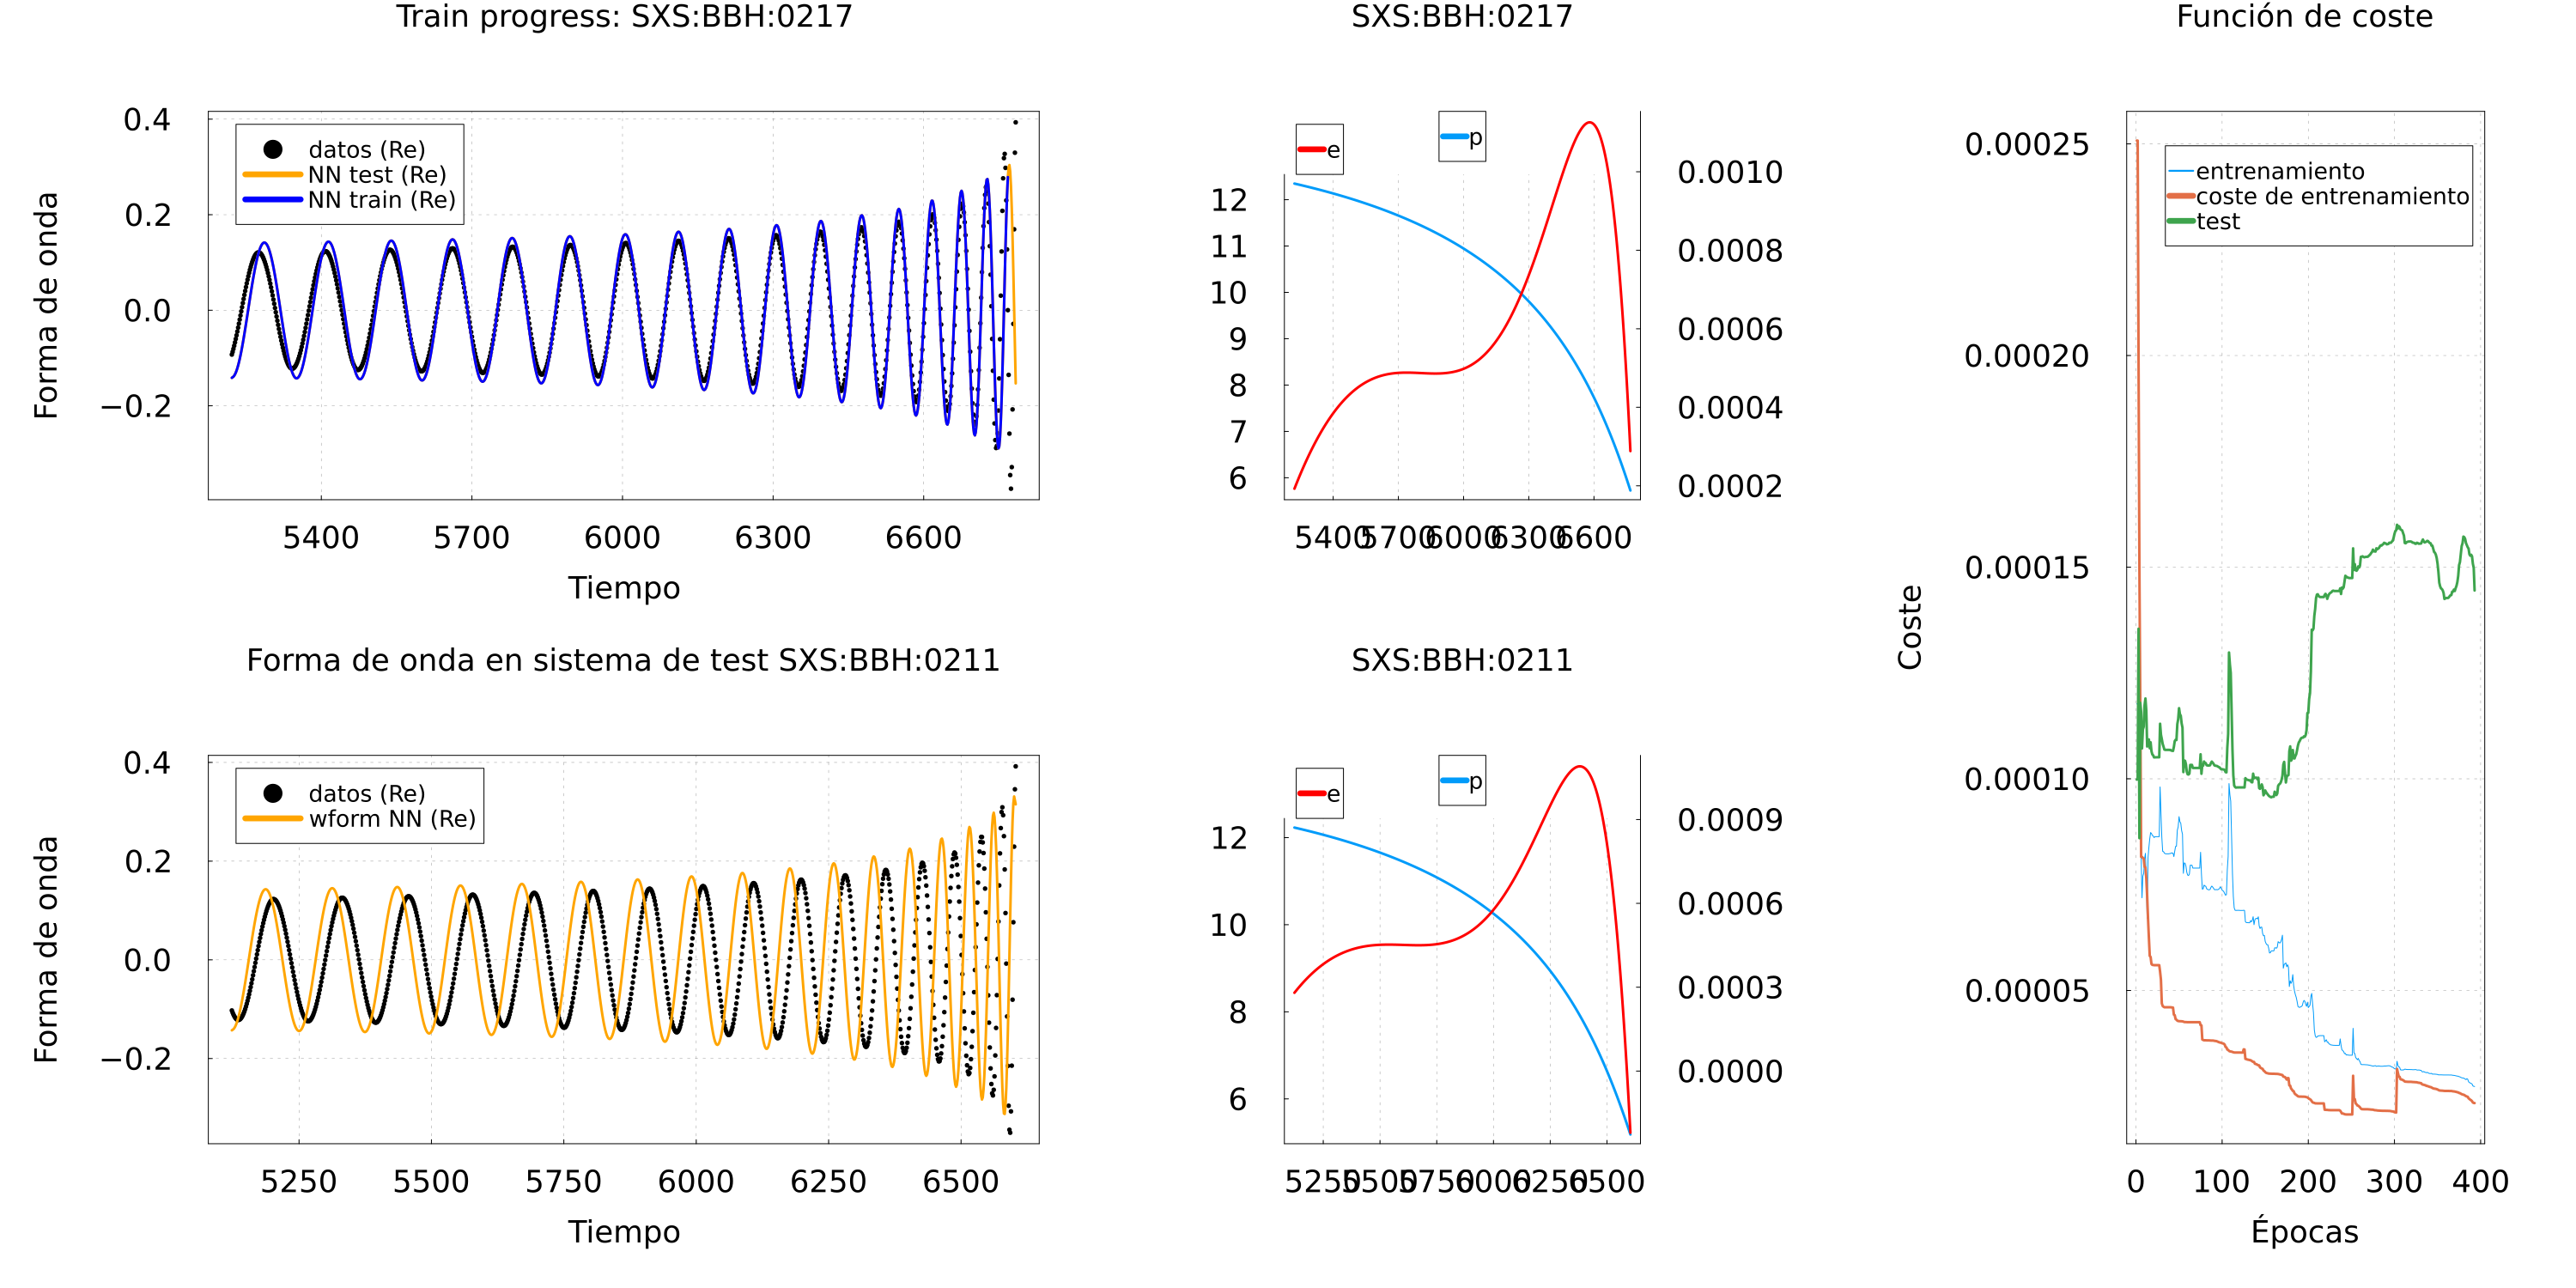 Train progress: SXS:BBH:0217
0.4
0.2
0.0
−0.2
Forma de onda
datos (Re)
NN test (Re)
NN train (Re)
5400 5700 6000 6300 6600
Tiempo
SXS:BBH:0217
e
p
12
11
10
9
8
7
6
0.0010
0.0008
0.0006
0.0004
0.0002
5400 5700 6000 6300 6600
Forma de onda en sistema de test SXS:BBH:0211
0.4
0.2
0.0
−0.2
Forma de onda
datos (Re)
wform NN (Re)
5250 5500 5750 6000 6250 6500
Tiempo
SXS:BBH:0211
e
p
12
10
8
6
0.0009
0.0006
0.0003
0.0000
5250 5500 5750 6000 6250 6500
Función de coste
0.00025
0.00020
0.00015
0.00010
0.00005
Coste
entrenamiento
coste de entrenamiento
test
0 100 200 300 400
Épocas